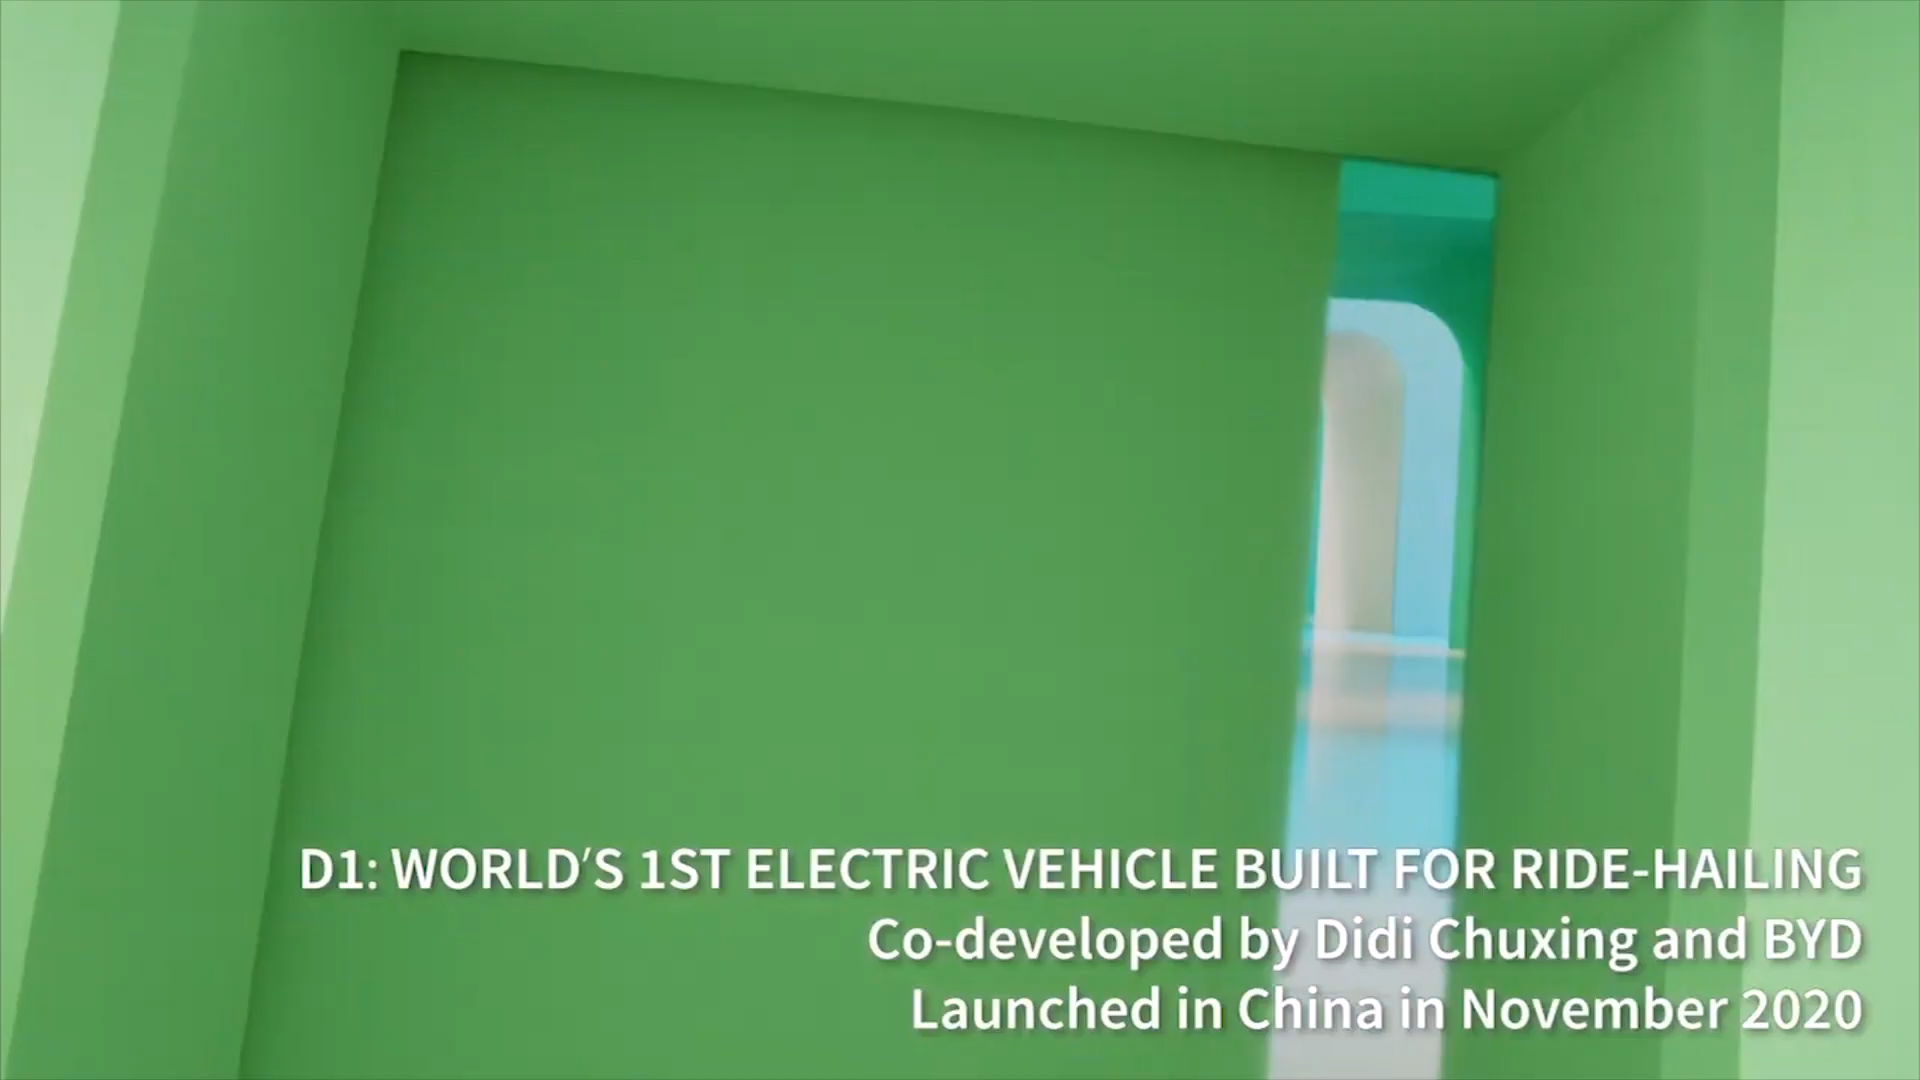 D1: WORLD'S 1ST ELECTRIC VEHICLE BUILT FOR RIDE-HAILING
Co-developed by Didi Chuxing and BYD
Launched in China in November 2020